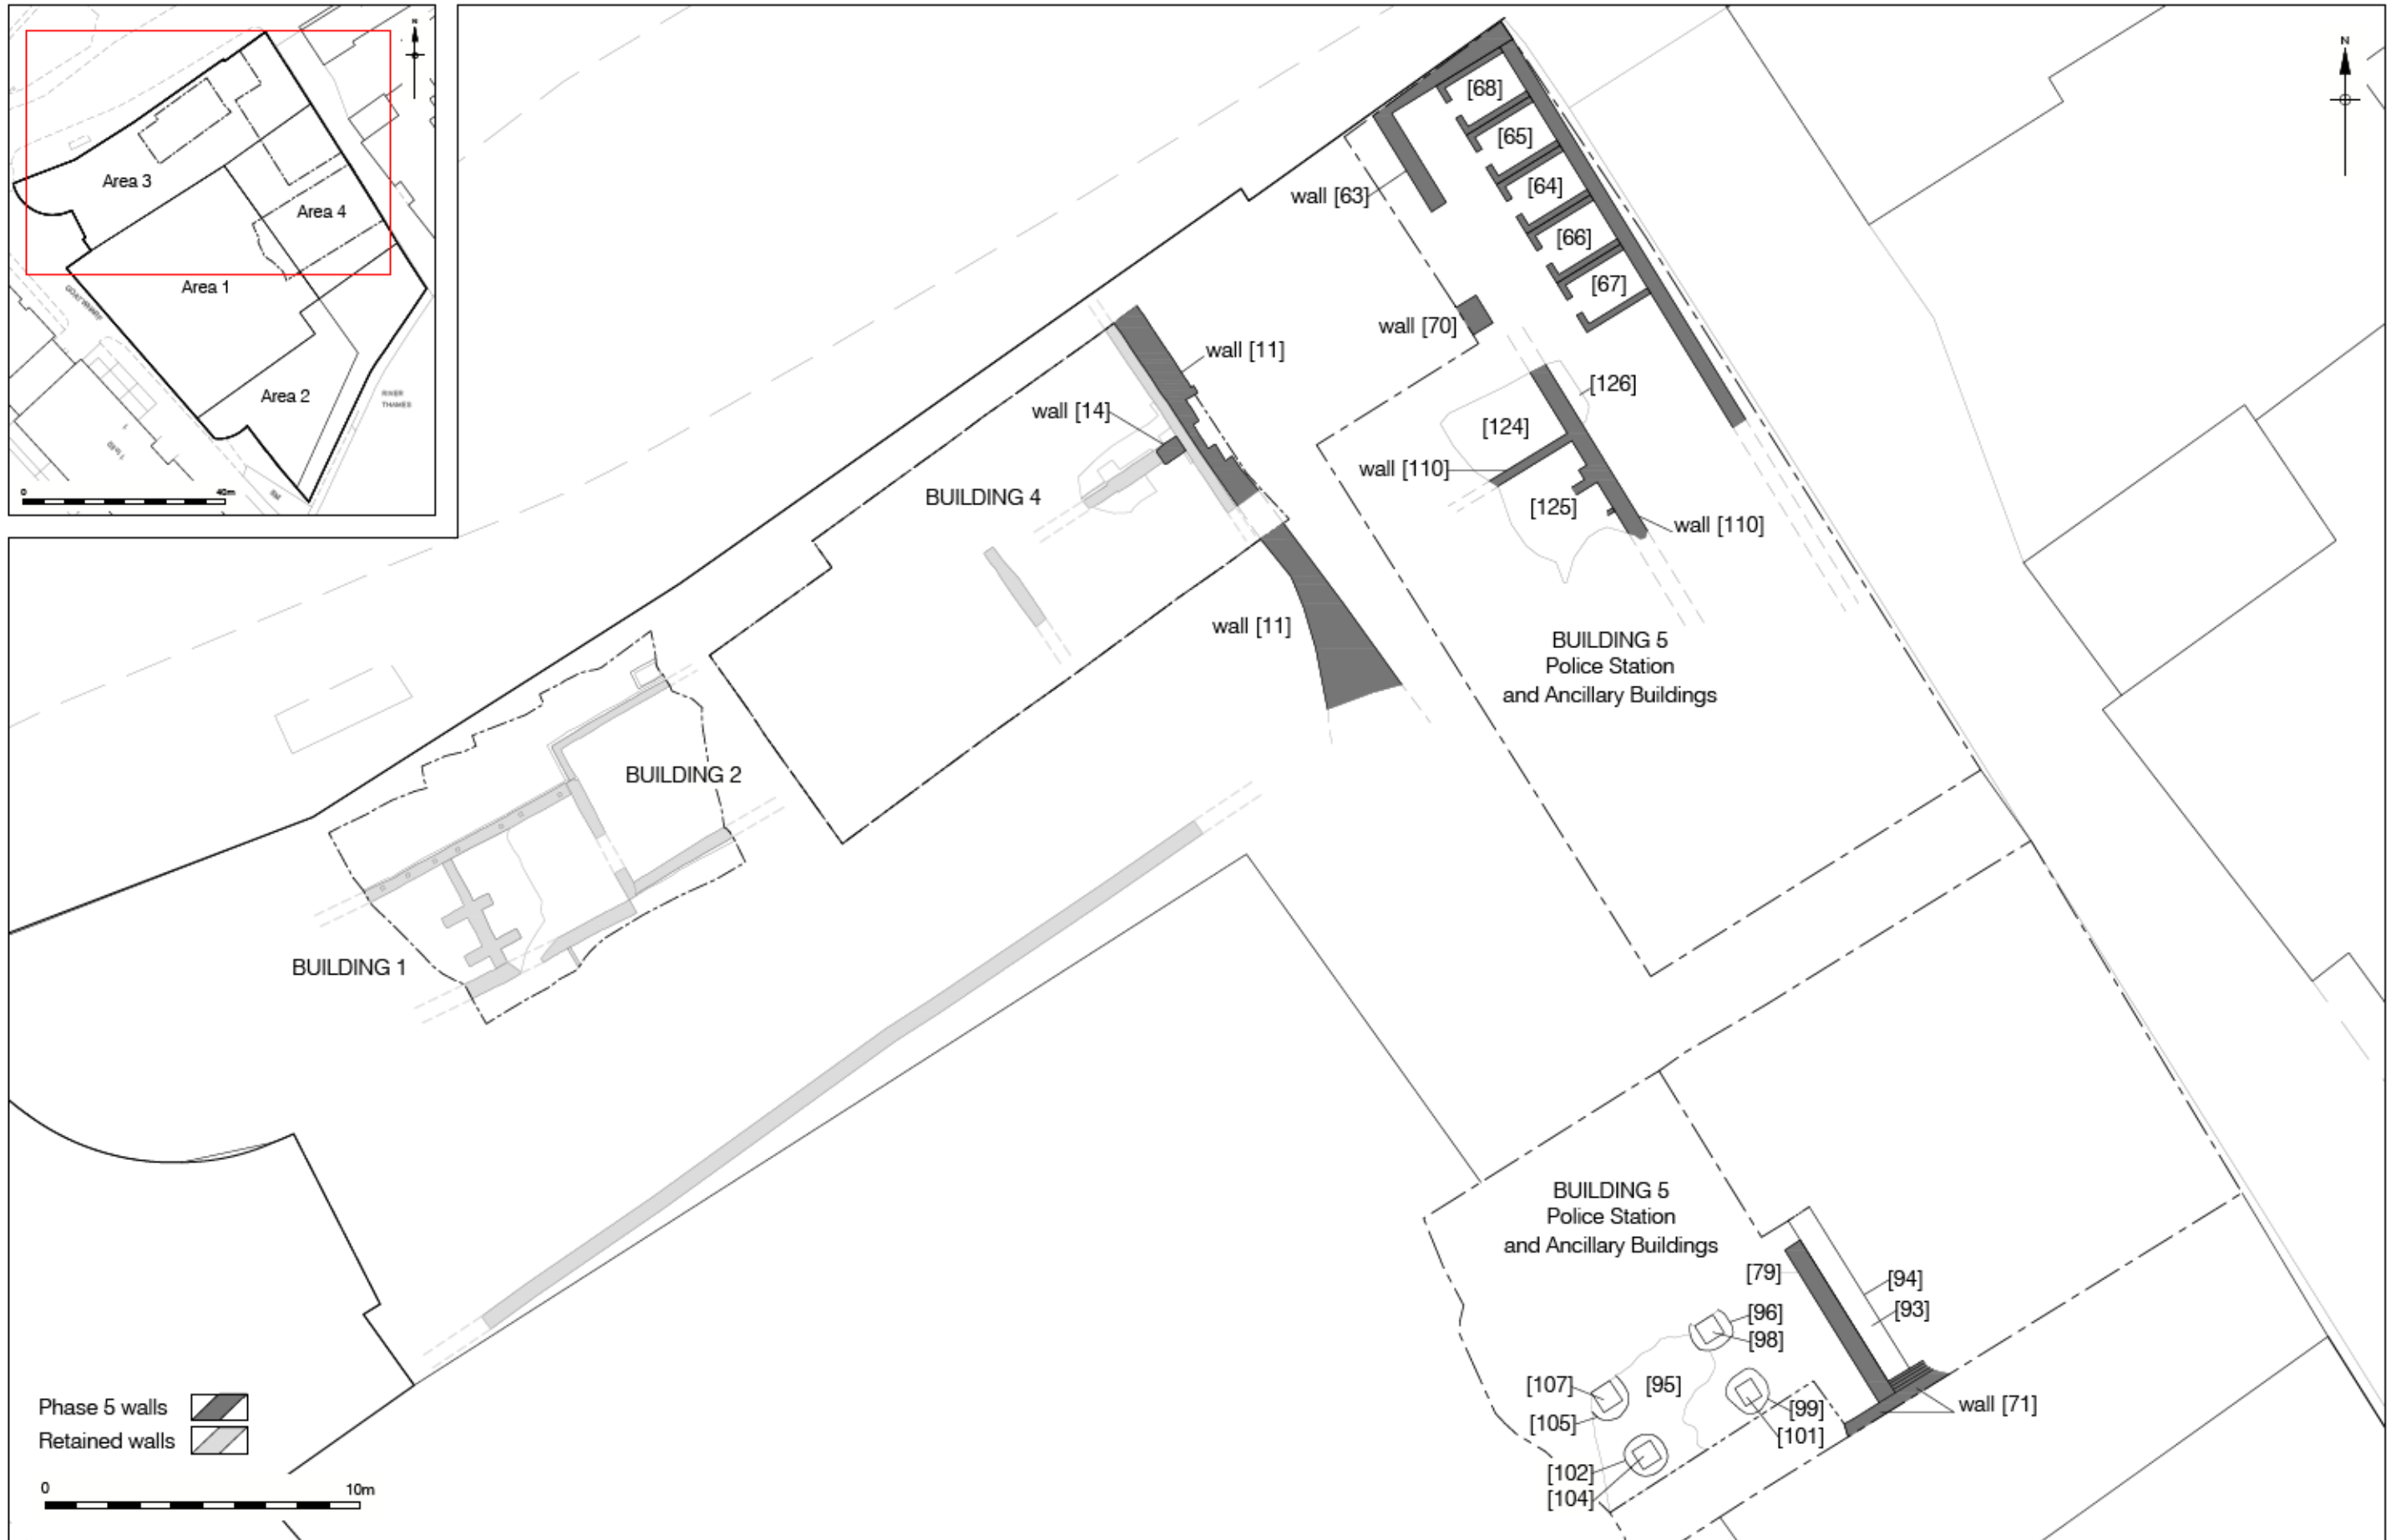 N
Area 3
Area 4
Area 1
GOAT WHARF
Area 2
RIVER
THAMES
0
40m
N
[68]
[65]
[64]
[66]
[67]
wall [63]
wall [70]
wall [11]
wall [14]
[126]
[124]
wall [110]
[125]
wall [110]
BUILDING 4
wall [11]
BUILDING 5
Police Station
and Ancillary Buildings
BUILDING 2
BUILDING 1
BUILDING 5
Police Station
and Ancillary Buildings
[79]
[94]
[93]
[96]
[98]
[107]
[95]
[105]
[99]
[101]
wall [71]
[102]
[104]
Phase 5 walls
Retained walls
0
10m